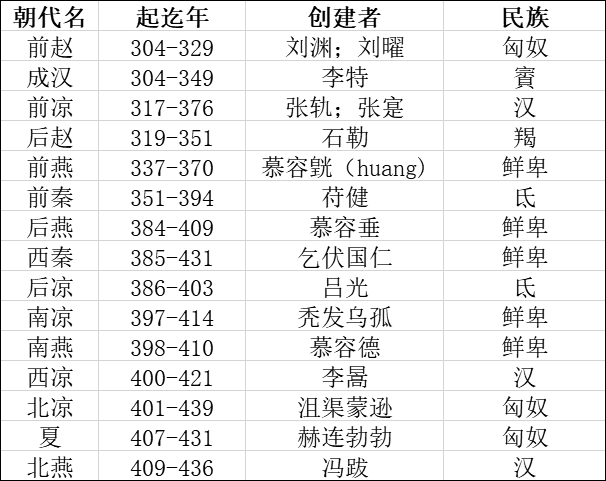 朝代名 起迄年 创建者 民族
前赵 304-329 刘渊；刘曜 匈奴
成汉 304-349 李特 賨
前凉 317-376 张轨；张寔 汉
后赵 319-351 石勒 羯
前燕 337-370 慕容皝（huang) 鲜卑
前秦 351-394 苻健 氐
后燕 384-409 慕容垂 鲜卑
西秦 385-431 乞伏国仁 鲜卑
后凉 386-403 吕光 氐
南凉 397-414 秃发乌孤 鲜卑
南燕 398-410 慕容德 鲜卑
西凉 400-421 李暠 汉
北凉 401-439 沮渠蒙逊 匈奴
夏 407-431 赫连勃勃 匈奴
北燕 409-436 冯跋 汉